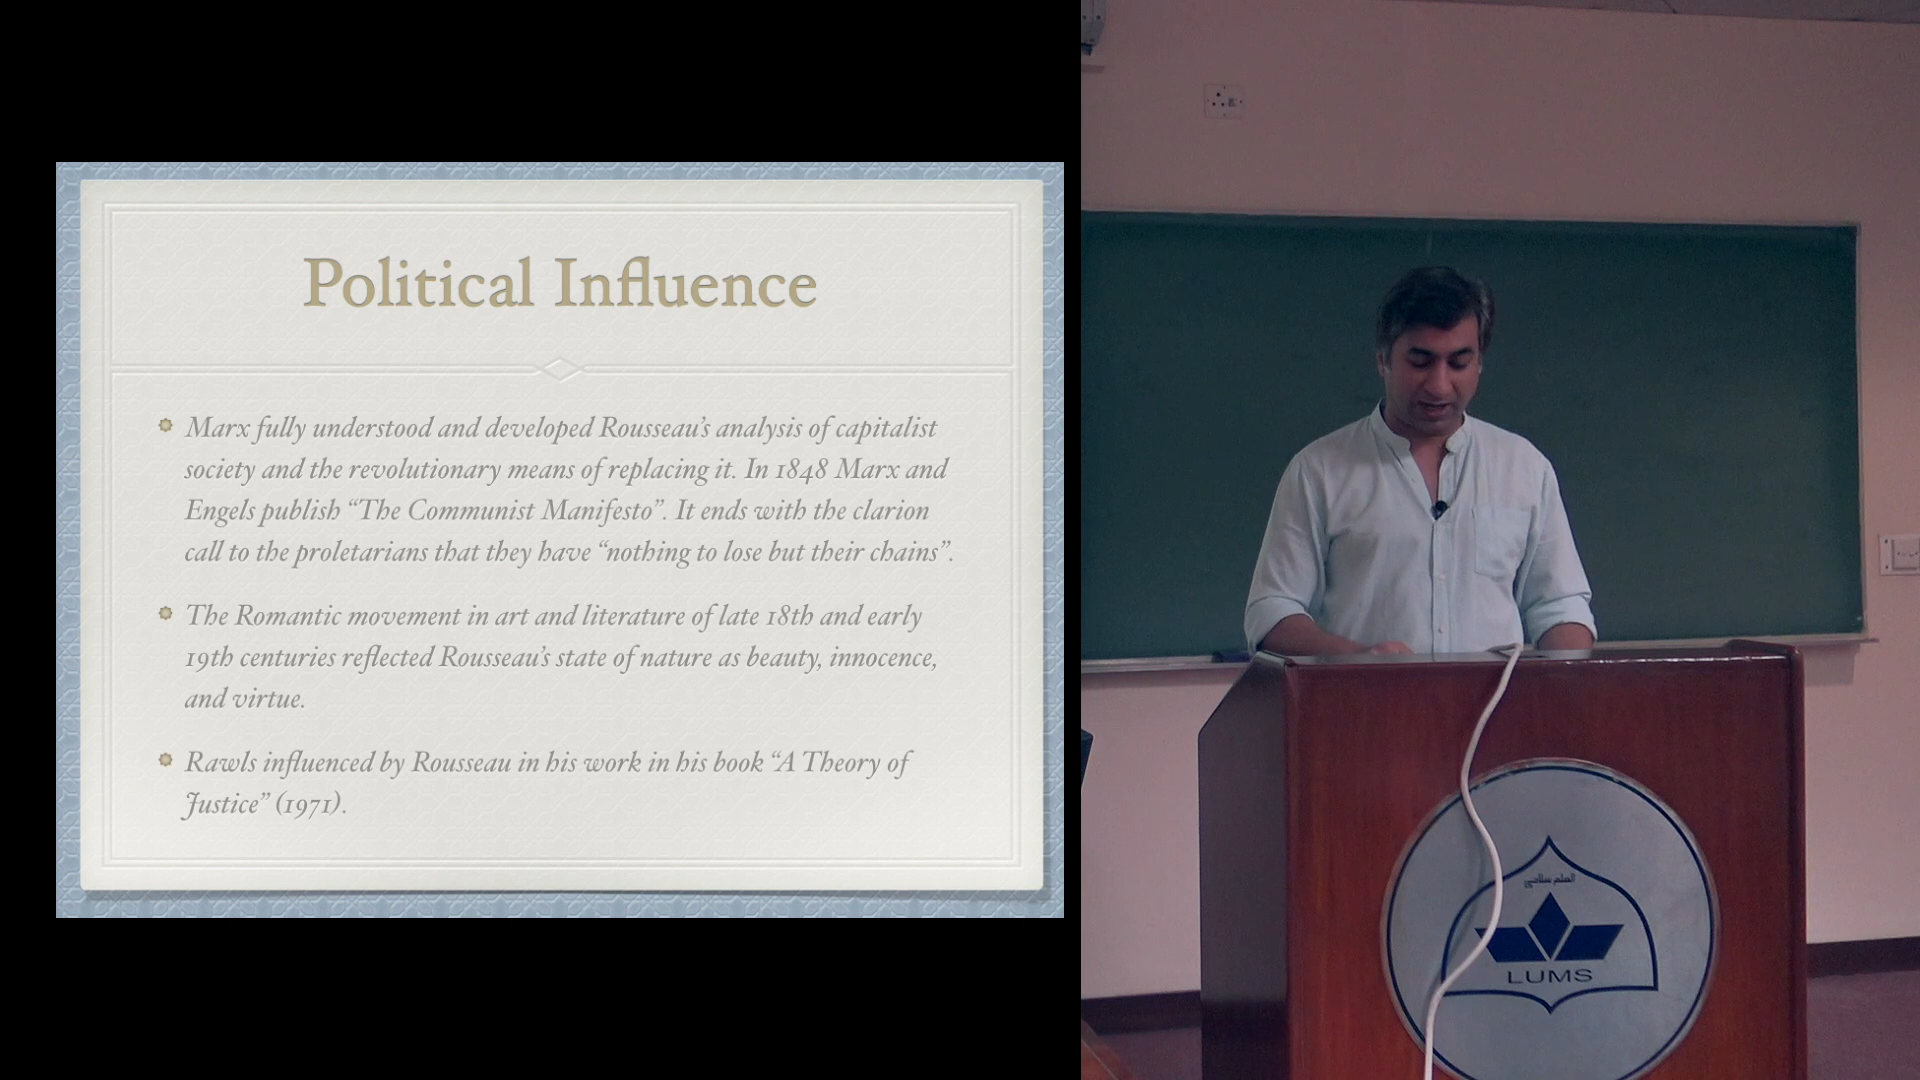 Political Influence
Marx fully understood and developed Rousseau's analysis of capitalist
society and the revolutionary means of replacing it. In 1848 Marx and
Engels publish “The Communist Manifesto”. It ends with the clarion
call to the proletarians that they have “nothing to lose but their chains”.
The Romantic movement in art and literature of late 18th and early
19th centuries reflected Rousseau's state of nature as beauty, innocence,
and virtue.
Rawls influenced by Rousseau in his work in his book “A Theory of
Justice” (1971).
LUMS